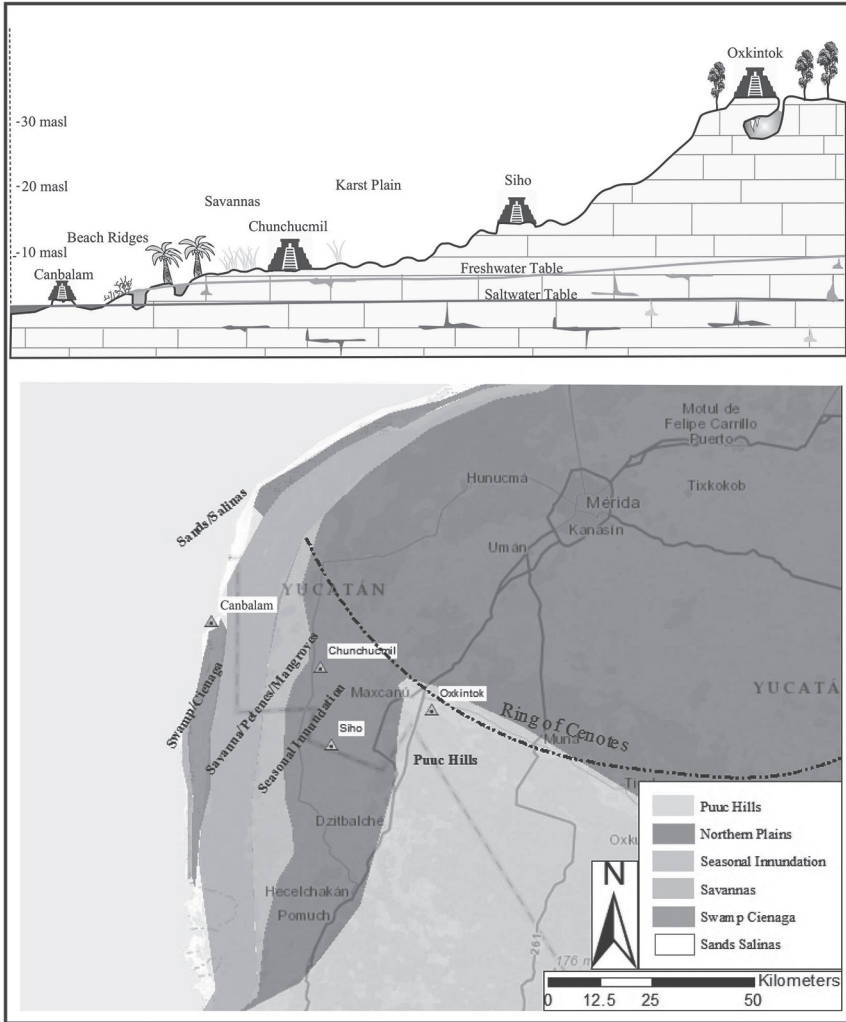 Oxkintok
-30 masl
-20 masl
Siho
Karst Plain
Savannas
Chunchucmil
Beach Ridges
-10 masl
Canbalam
Freshwater Table
Saltwater Table
Motul de
Felipe Carrillo
Puerto
Hunucmá
Tixkokob
Mérida
Kanasín
Umán
Sands/Salinas
YUCATÁN
Canbalam
Chunchucmil
Maxcanú
Oxkintok
YUCATÁ
Swamp/Cienaga
Savanna/Petenes/Mangroves
Seasonal Innundation
Siho
Ring of Cenotes
Muna
Puuc Hills
Dzitbalché
Hecelchakán
Pomuch
Oxku
261
176 m
Puuc Hills
Northern Plains
Seasonal Innundation
Savannas
Swamp Cienaga
Sands Salinas
N
Kilometers
0 12.5 25 50